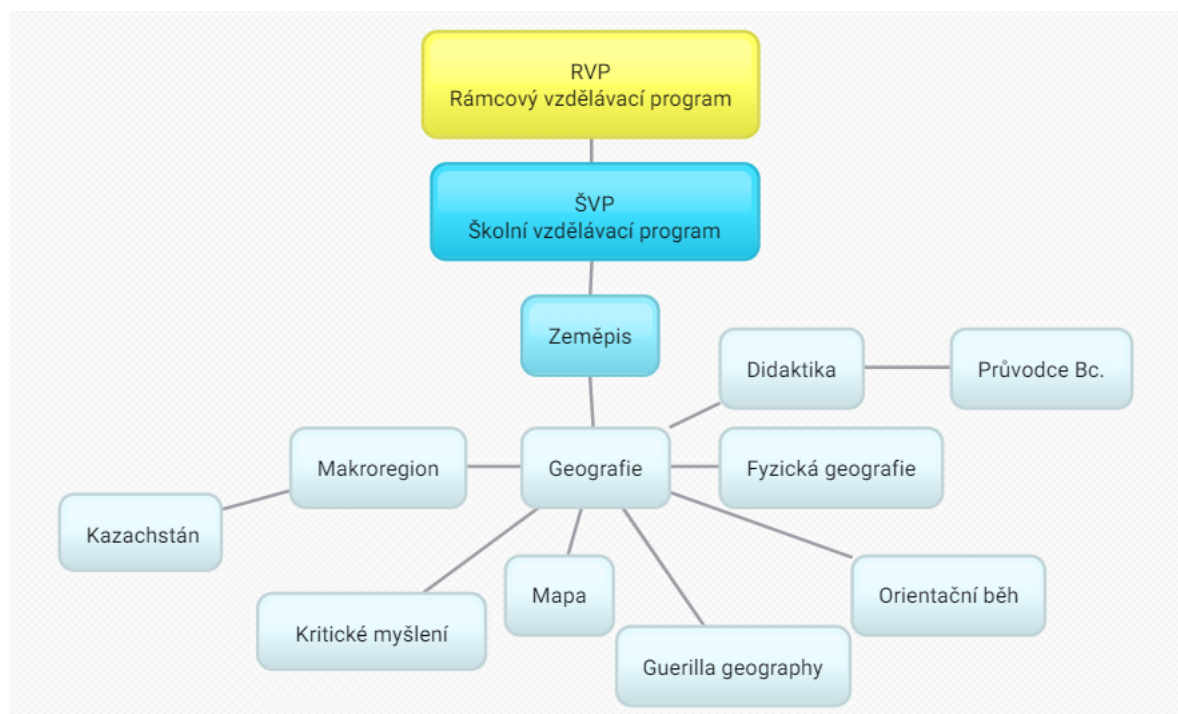 RVP
Rámcový vzdělávací program
ŠVP
Školní vzdělávací program
Zeměpis
Didaktika
Průvodce Bc.
Makroregion
Geografie
Fyzická geografie
Kazachstán
Kritické myšlení
Mapa
Orientační běh
Guerilla geography